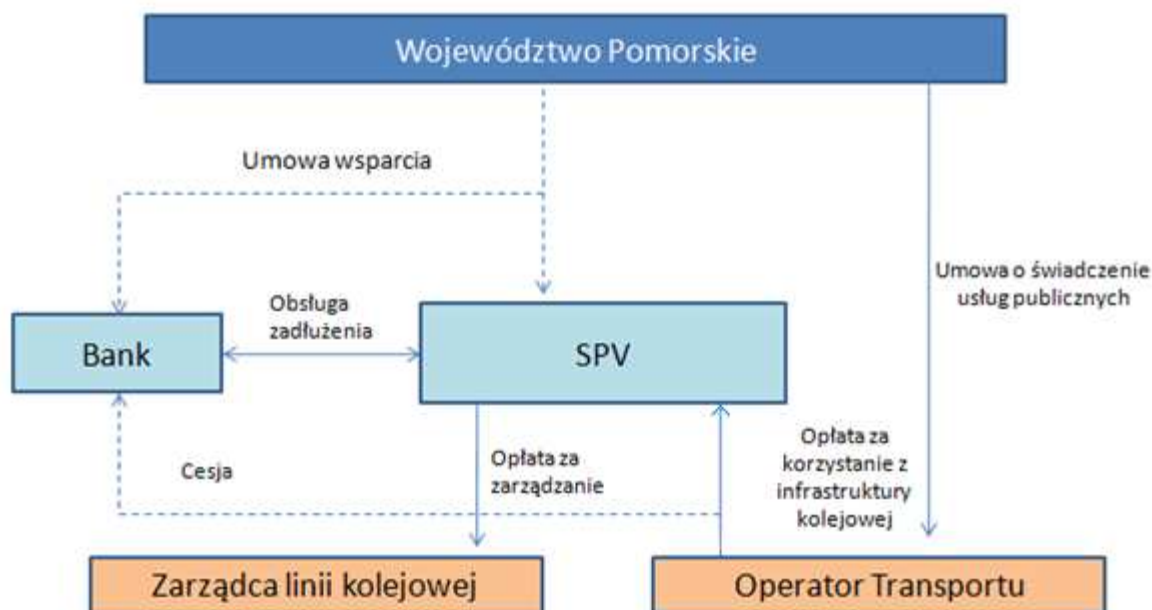 Województwo Pomorskie
Umowa wsparcia
Umowa o świadczenie
usług publicznych
Obsługa
zadłużenia
Bank
SPV
Cesja
Opłata za
zarządzanie
Opłata za
korzystanie z
infrastruktury
kolejowej
Zarządca linii kolejowej
Operator Transportu